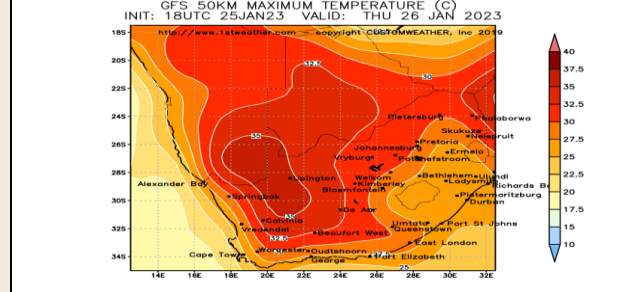 GFS 50KM MAXIMUM TEMPERATURE (C)
INIT: 18UTC 25JAN23 VALID: THU 26 JAN 2023
http://www.1stweather.com — copyright CUSTOMWEATHER, Inc 2019
18S
20S
22S
24S
26S
28S
30S
32S
34S
32.5
30
35
35
32.5
25
Pietersburg
Phalaborwa
Skukuza
Nelspruit
Pretoria
Johannesburg
Ermelo
Vryburg
Potchefstroom
Upington
Welkom
Bethlehem
Ulundi
Kimberley
Ladysmith
Alexander Bay
Bloemfontein
Richards Ba
Springbok
Pietermaritzburg
Durban
De Aar
Calvinia
Umtata
Port St Johns
Vredendal
Beaufort West
Queenstown
East London
Worcester
Oudtshoorn
Cape Town
George
Port Elizabeth
14E
16E
18E
20E
22E
24E
26E
28E
30E
32E
40
37.5
35
32.5
30
27.5
25
22.5
20
17.5
15
10